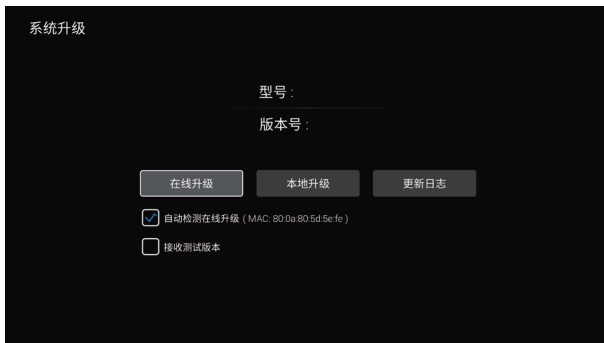 系统升级
型号 :
版本号 :
在线升级 本地升级 更新日志
自动检测在线升级 ( MAC: 80:0a:80:5d:5e:fe )
接收测试版本